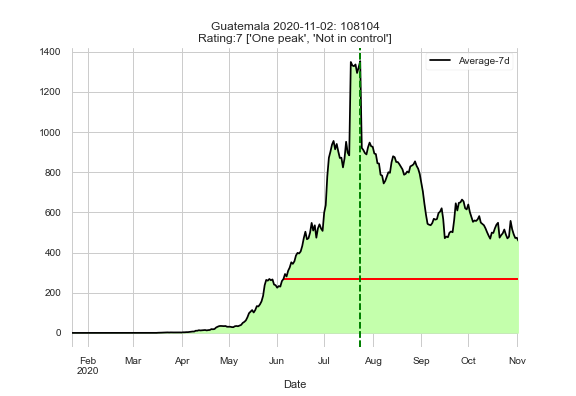 Guatemala 2020-11-02: 108104
Rating:7 ['One peak', 'Not in control']
Average-7d
1400
1200
1000
800
600
400
200
0
Feb Mar Apr May Jun Jul Aug Sep Oct Nov
2020
Date